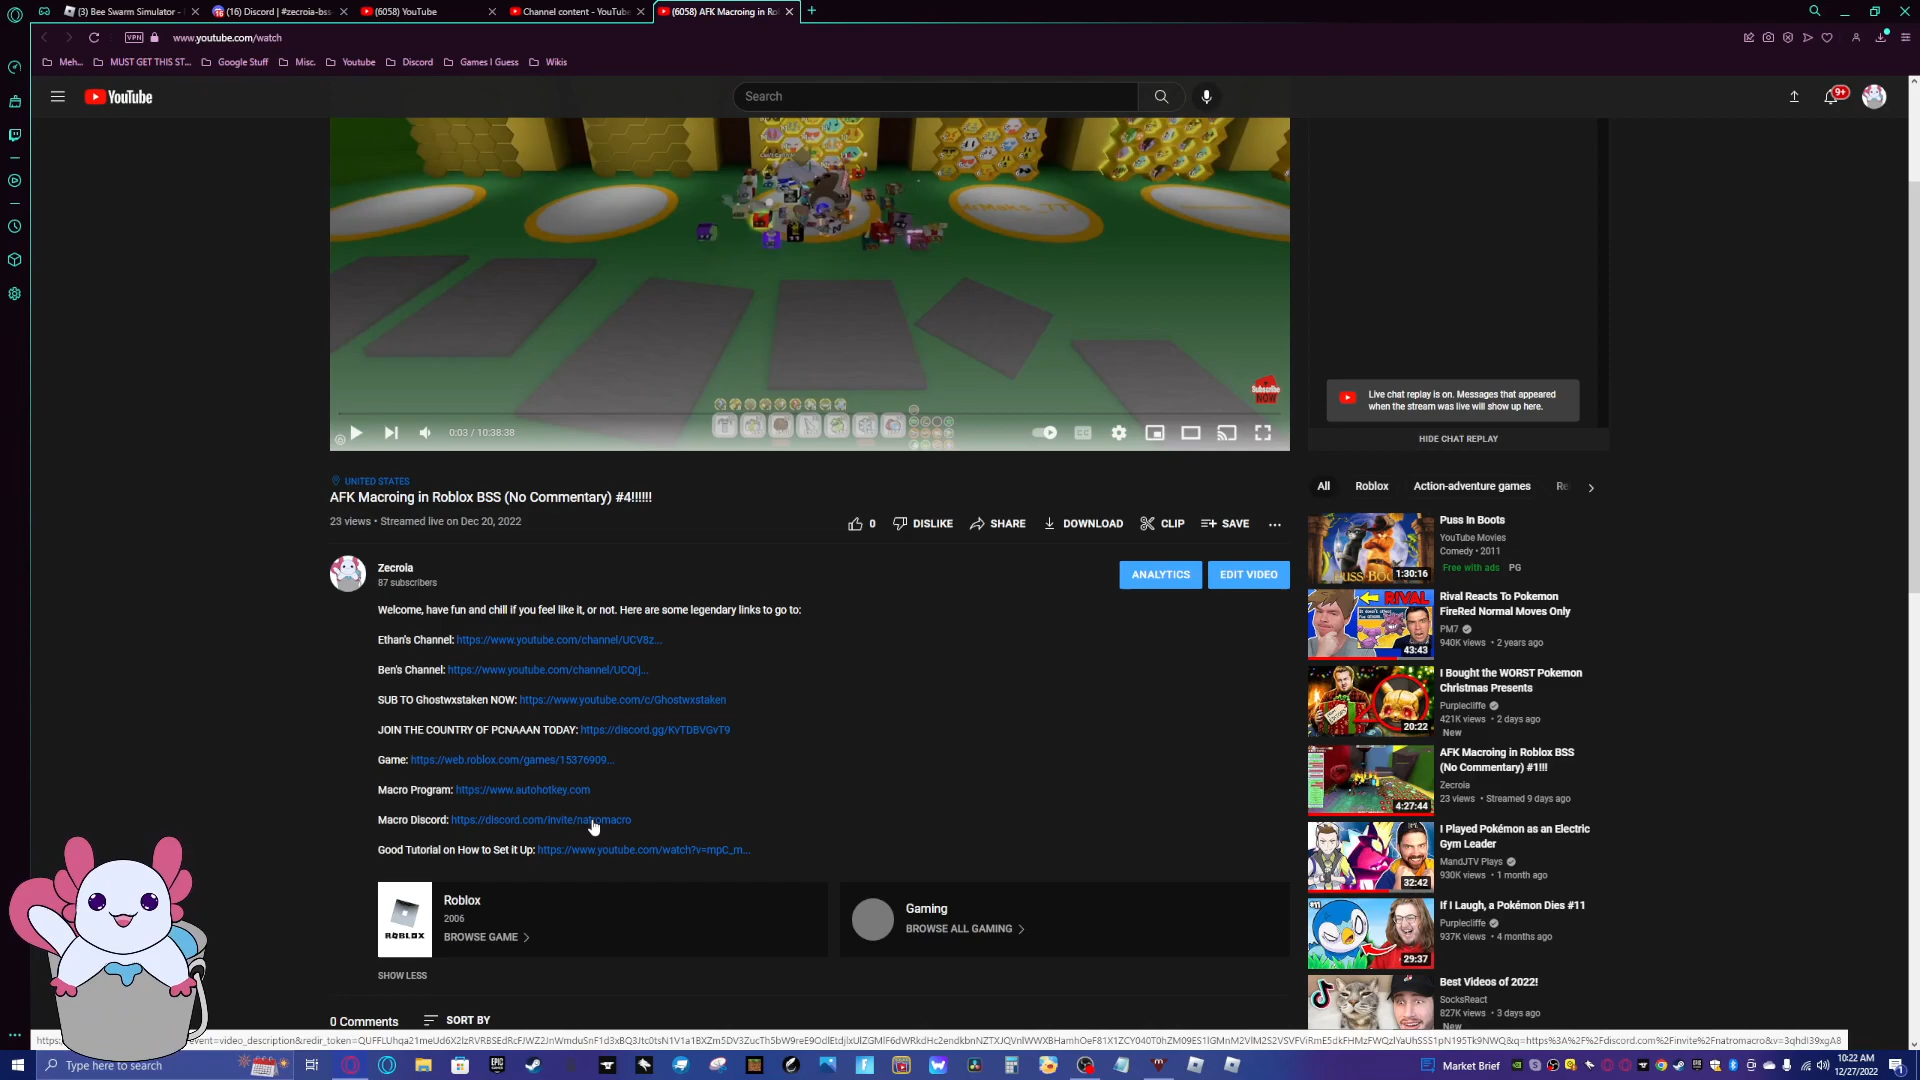 (3) Bee Swarm Simulator -
(16) Discord | #zecroia-bss-
(6058) YouTube
Channel content - YouTube
(6058) AFK Macroing in Ro
VPN
www.youtube.com/watch
Meh...
MUST GET THIS ST...
Google Stuff
Misc.
Youtube
Discord
Games I Guess
Wikis
YouTube
Search
9+
Subscribe
NOW
0:03 / 10:38:38
Live chat replay is on. Messages that appeared
when the stream was live will show up here.
HIDE CHAT REPLAY
UNITED STATES
AFK Macroing in Roblox BSS (No Commentary) #4!!!!!!
23 views • Streamed live on Dec 20, 2022
0
DISLIKE
SHARE
DOWNLOAD
CLIP
SAVE
Zecroia
87 subscribers
ANALYTICS
EDIT VIDEO
Welcome, have fun and chill if you feel like it, or not. Here are some legendary links to go to:
Ethan's Channel: https://www.youtube.com/channel/UCV8z...
Ben's Channel: https://www.youtube.com/channel/UCQrj...
SUB TO Ghostwxstaken NOW: https://www.youtube.com/c/Ghostwxstaken
JOIN THE COUNTRY OF PCNAAAN TODAY: https://discord.gg/KvTDBVGvT9
Game: https://web.roblox.com/games/15376909...
Macro Program: https://www.autohotkey.com
Macro Discord: https://discord.com/invite/natromacro
Good Tutorial on How to Set it Up: https://www.youtube.com/watch?v=mpC_m...
ROBLOX
Roblox
2006
BROWSE GAME
Gaming
BROWSE ALL GAMING
SHOW LESS
0 Comments
SORT BY
All
Roblox
Action-adventure games
Re
Puss In Boots
YouTube Movies
Comedy • 2011
Free with ads
PG
1:30:16
Rival Reacts To Pokemon
FireRed Normal Moves Only
PM7
940K views • 2 years ago
RIVAL
43:43
I Bought the WORST Pokemon
Christmas Presents
Purplecliffe
421K views • 2 days ago
New
20:22
AFK Macroing in Roblox BSS
(No Commentary) #1!!!
Zecroia
23 views • Streamed 9 days ago
4:27:44
I Played Pokémon as an Electric
Gym Leader
MandJTV Plays
930K views • 1 month ago
32:42
If I Laugh, a Pokémon Dies #11
Purplecliffe
937K views • 4 months ago
29:37
Best Videos of 2022!
SocksReact
827K views • 3 days ago
New
Type here to search
Market Brief
10:22 AM
12/27/2022